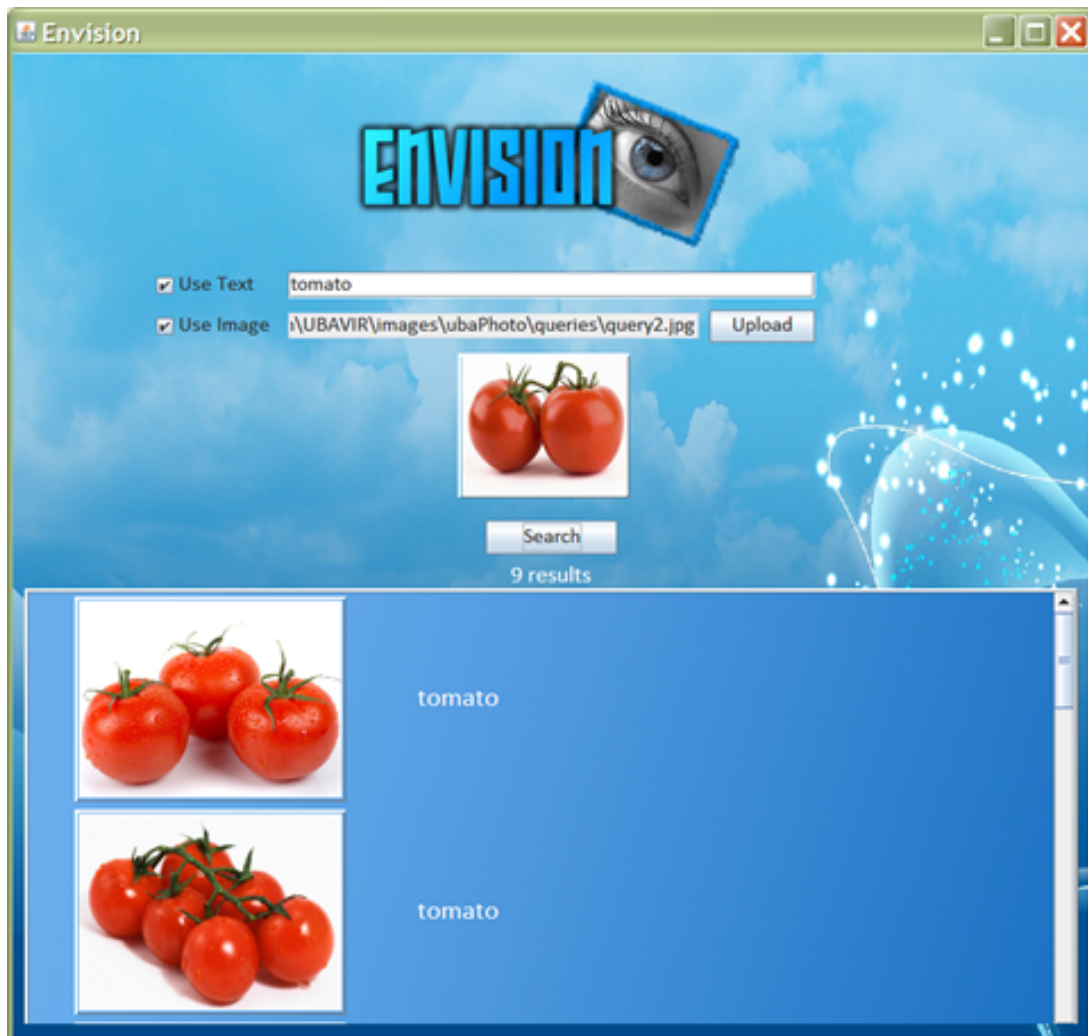 Envision
ENVISION
Use Text tomato
Use Image \UBAVIR\images\ubaPhoto\queries\query2.jpg Upload
Search
9 results
tomato
tomato